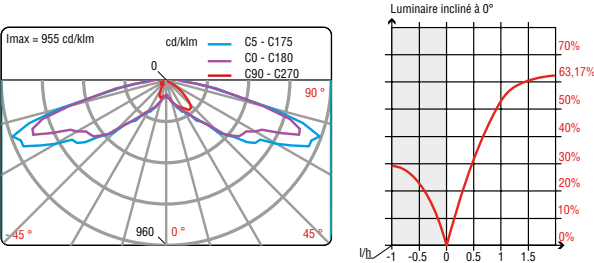 Imax = 955 cd/klm
cd/klm
C5 - C175
C0 - C180
C90 - C270
0
90 °
- 45 °
960
0 °
45 °
Luminaire incliné à 0°
70%
63,17%
50%
40%
30%
20%
10%
0%
l/h
-1 -0.5 0 0.5 1 1.5